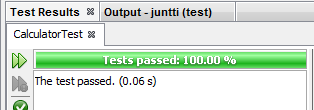 Test Results Output - juntti (test)
CalculatorTest
Tests passed: 100.00 %
The test passed. (0.06 s)